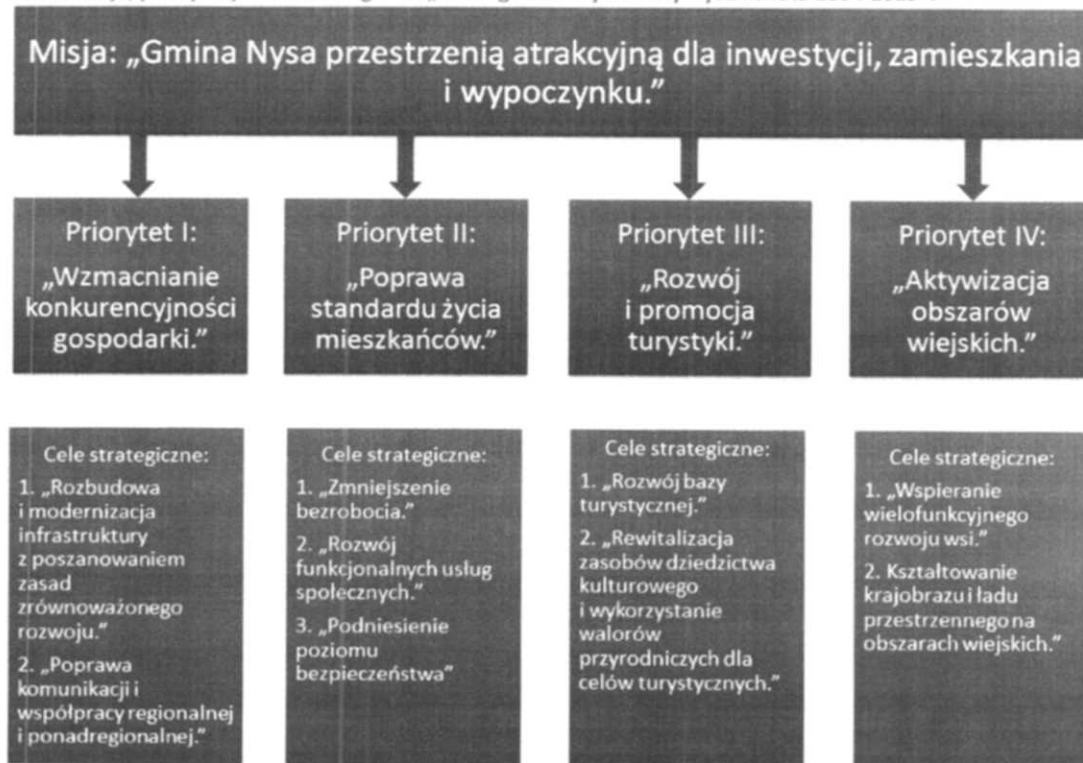 Misja: „Gmina Nysa przestrzenią atrakcyjną dla inwestycji, zamieszkania
i wypoczynku.”
Priorytet I:
„Wzmacnianie
konkurencyjności
gospodarki.”
Priorytet II:
„Poprawa
standardu życia
mieszkańców.”
Priorytet III:
„Rozwój
i promocja
turystyki.”
Priorytet IV:
„Aktywizacja
obszarów
wiejskich.”
Cele strategiczne:
1. „Rozbudowa
i modernizacja
infrastruktury
z poszanowaniem
zasad
zrównoważonego
rozwoju.”
2. „Poprawa
komunikacji i
współpracy regionalnej
i ponadregionalnej.”
Cele strategiczne:
1. „Zmniejszenie
bezrobocia.”
2. „Rozwój
funkcjonalnych usług
społecznych.”
3. „Podniesienie
poziomu
bezpieczeństwa”
Cele strategiczne:
1. „Rozwój bazy
turystycznej.”
2. „Rewitalizacja
zasobów dziedzictwa
kulturowego
i wykorzystanie
walorów
przyrodniczych dla
celów turystycznych.”
Cele strategiczne:
1. „Wspieranie
wielofunkcyjnego
rozwoju wsi.”
2. Kształtowanie
krajobrazu i ładu
przestrzennego na
obszarach wiejskich.”